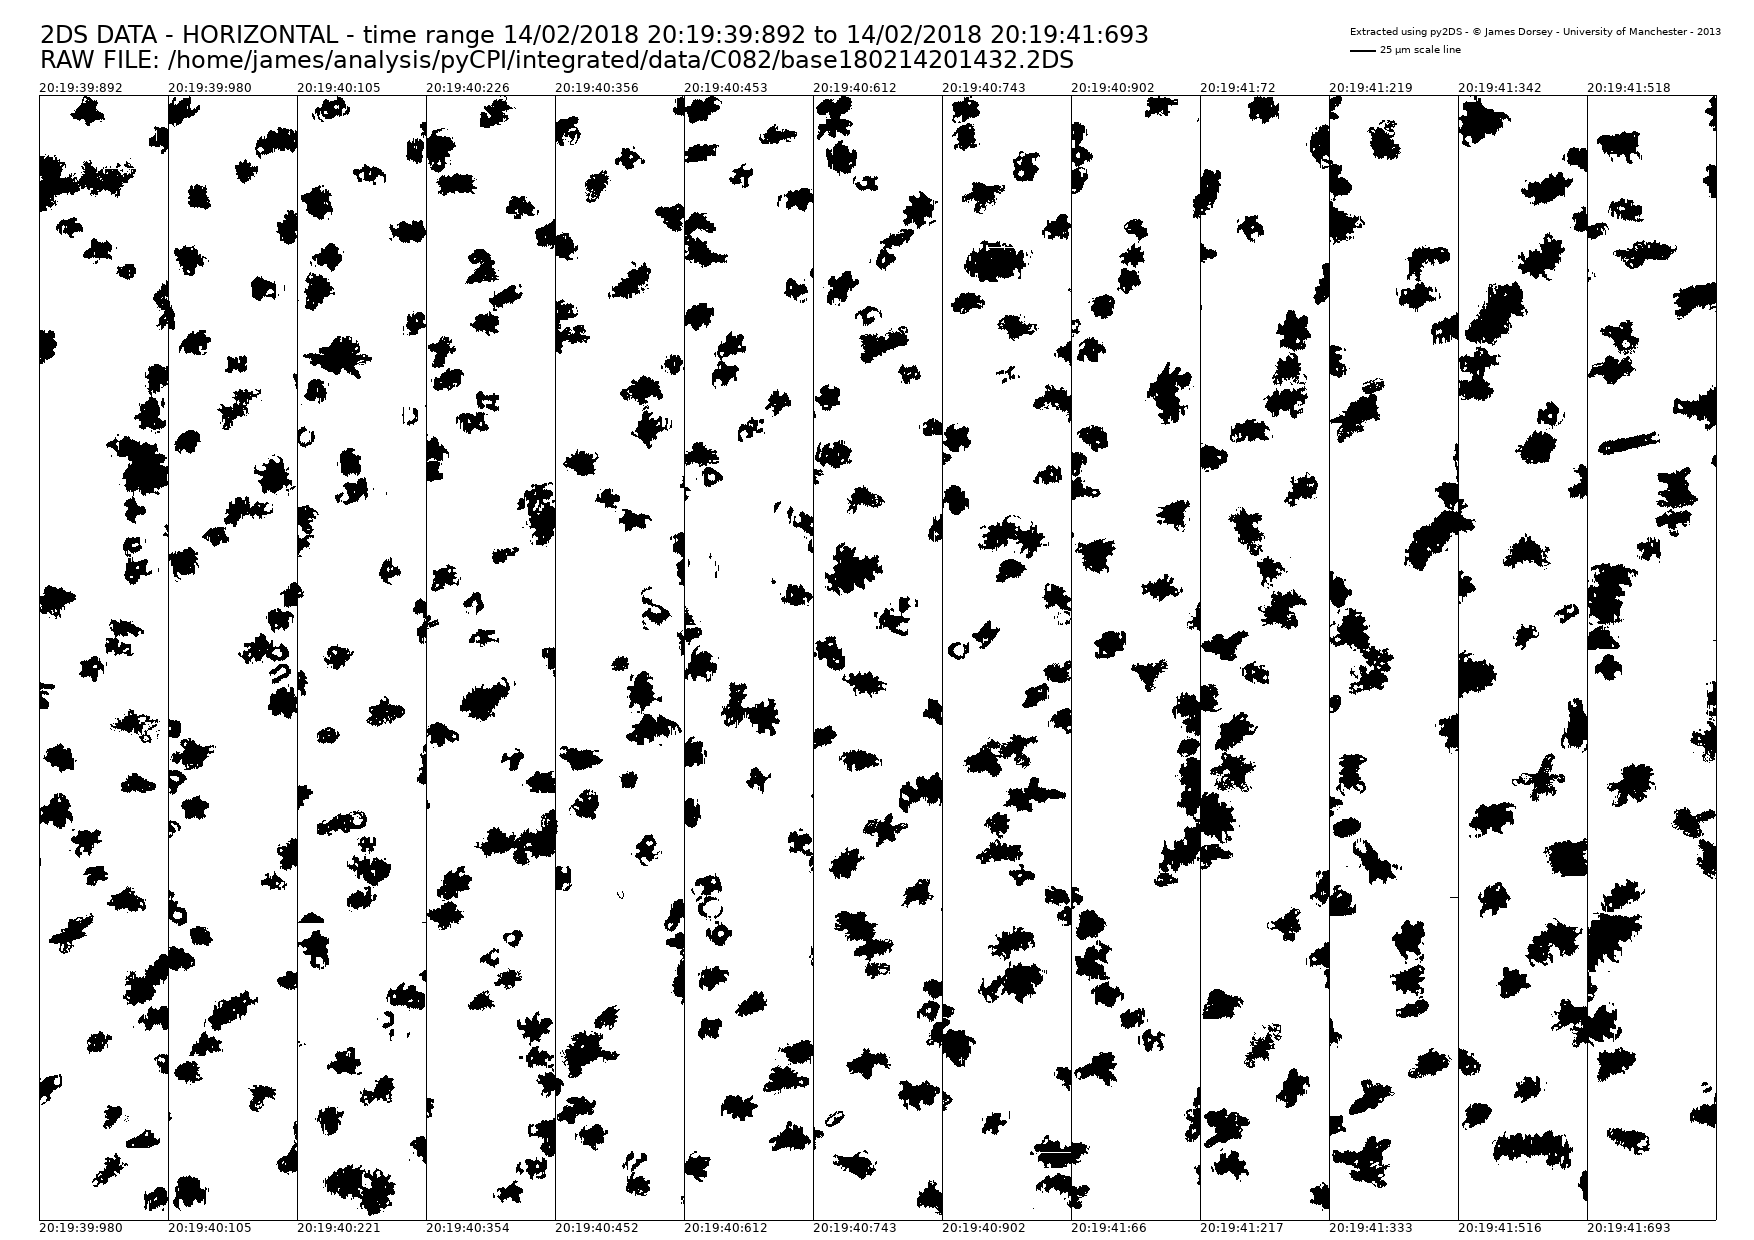 2DS DATA - HORIZONTAL - time range 14/02/2018 20:19:39:892 to 14/02/2018 20:19:41:693
RAW FILE: /home/james/analysis/pyCPI/integrated/data/C082/base180214201432.2DS
Extracted using py2DS - © James Dorsey - University of Manchester - 2013
25 µm scale line
20:19:39:892 20:19:39:980 20:19:40:105 20:19:40:226 20:19:40:356 20:19:40:453 20:19:40:612 20:19:40:743 20:19:40:902 20:19:41:72 20:19:41:219 20:19:41:342 20:19:41:518
20:19:39:980 20:19:40:105 20:19:40:221 20:19:40:354 20:19:40:452 20:19:40:612 20:19:40:743 20:19:40:902 20:19:41:66 20:19:41:217 20:19:41:333 20:19:41:516 20:19:41:693